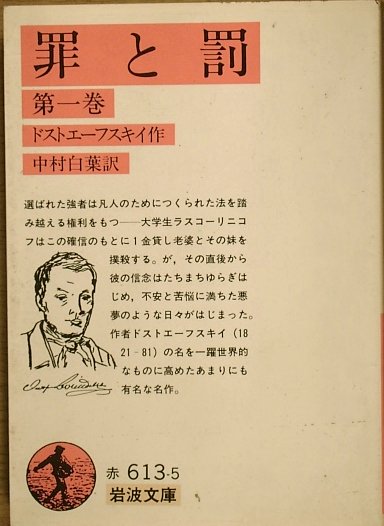 罪と罰
第一巻
ドストエーフスキイ作
中村白葉訳
選ばれた強者は凡人のためにつくられた法を踏
み越える権利をもつ──大学生ラスコーリニコ
フはこの確信のもとに1金貸し老婆とその妹を
撲殺する。が，その直後から
彼の信念はたちまちゆらぎは
じめ，不安と苦悩に満ちた悪
夢のような日々がはじまった。
作者ドストエーフスキイ（18
21-81）の名を一躍世界的
なものに高めたあまりにも
有名な名作。
赤 613-5
岩波文庫